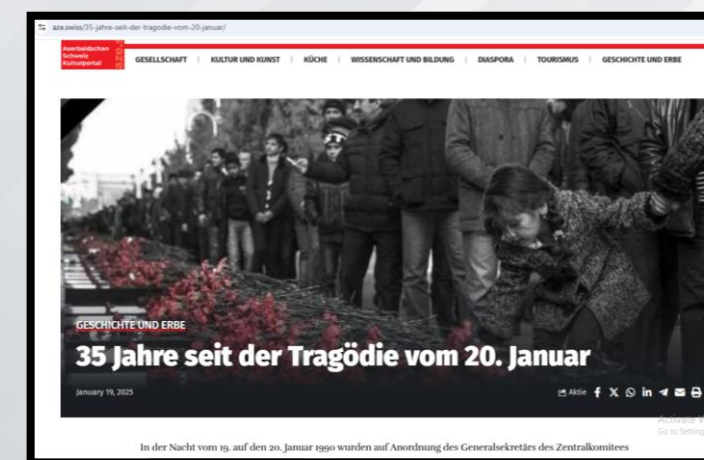 aze.swiss/35-jahre-seit-der-tragodie-vom-20-januar/
Aserbaidschan
Schweiz
Kulturportal
aze.s
GESELLSCHAFT | KULTUR UND KUNST | KÜCHE | WISSENSCHAFT UND BILDUNG | DIASPORA | TOURISMUS | GESCHICHTE UND ERBE
GESCHICHTE UND ERBE
35 Jahre seit der Tragödie vom 20. Januar
January 19, 2025
Aktie
Activate W
Go to Setting
In der Nacht vom 19. auf den 20. Januar 1990 wurden auf Anordnung des Generalsekretärs des Zentralkomitees